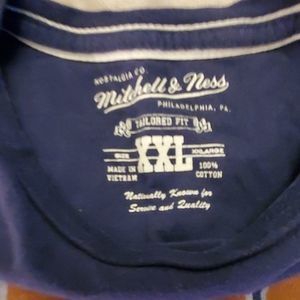 NOSTALGIA CO.
Mitchell & Ness
PHILADELPHIA, PA.
TAILORED FIT
SIZE XXL XXLARGE
MADE IN VIETNAM 100% COTTON
Nationally Known for
Service and Quality